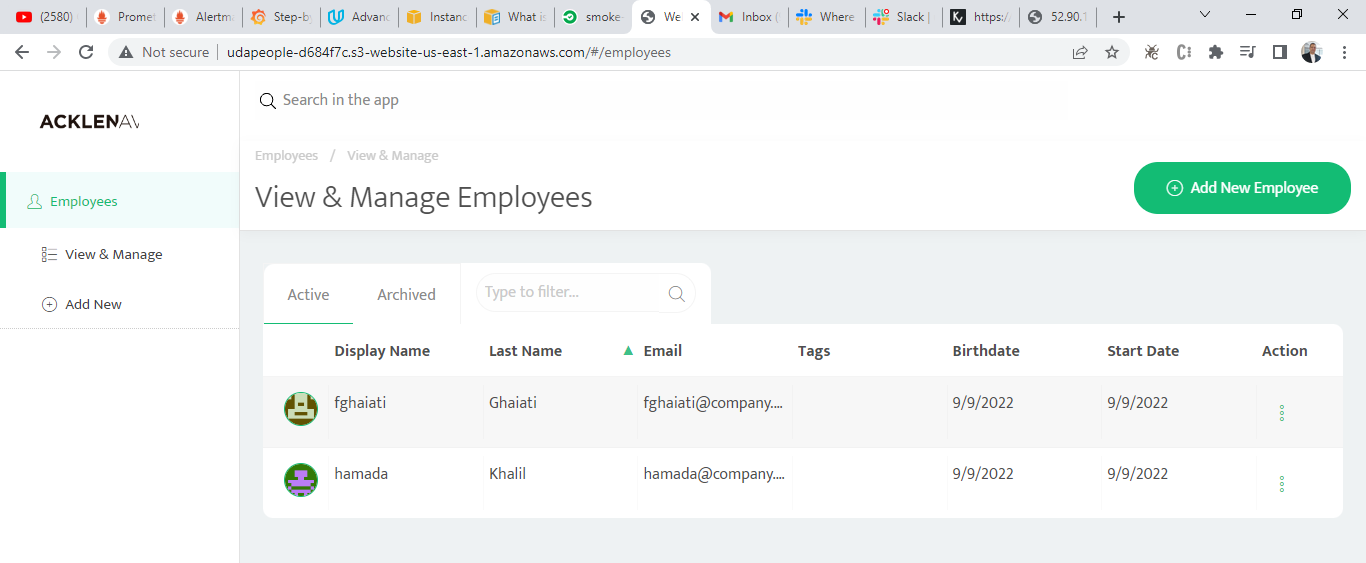 (2580) Promet Alertma Step-by Advanc Instanc What is smoke- We Inbox ( Where Slack | https:// 52.90.1
Not secure udapeople-d684f7c.s3-website-us-east-1.amazonaws.com/#/employees
Search in the app
ACKLENAV
Employees / View & Manage
Add New Employee
View & Manage Employees
Employees
View & Manage
Add New
Active Archived Type to filter...
Display Name Last Name Email Tags Birthdate Start Date Action
fghaiati Ghaiati fghaiati@company.... 9/9/2022 9/9/2022
hamada Khalil hamada@company.... 9/9/2022 9/9/2022